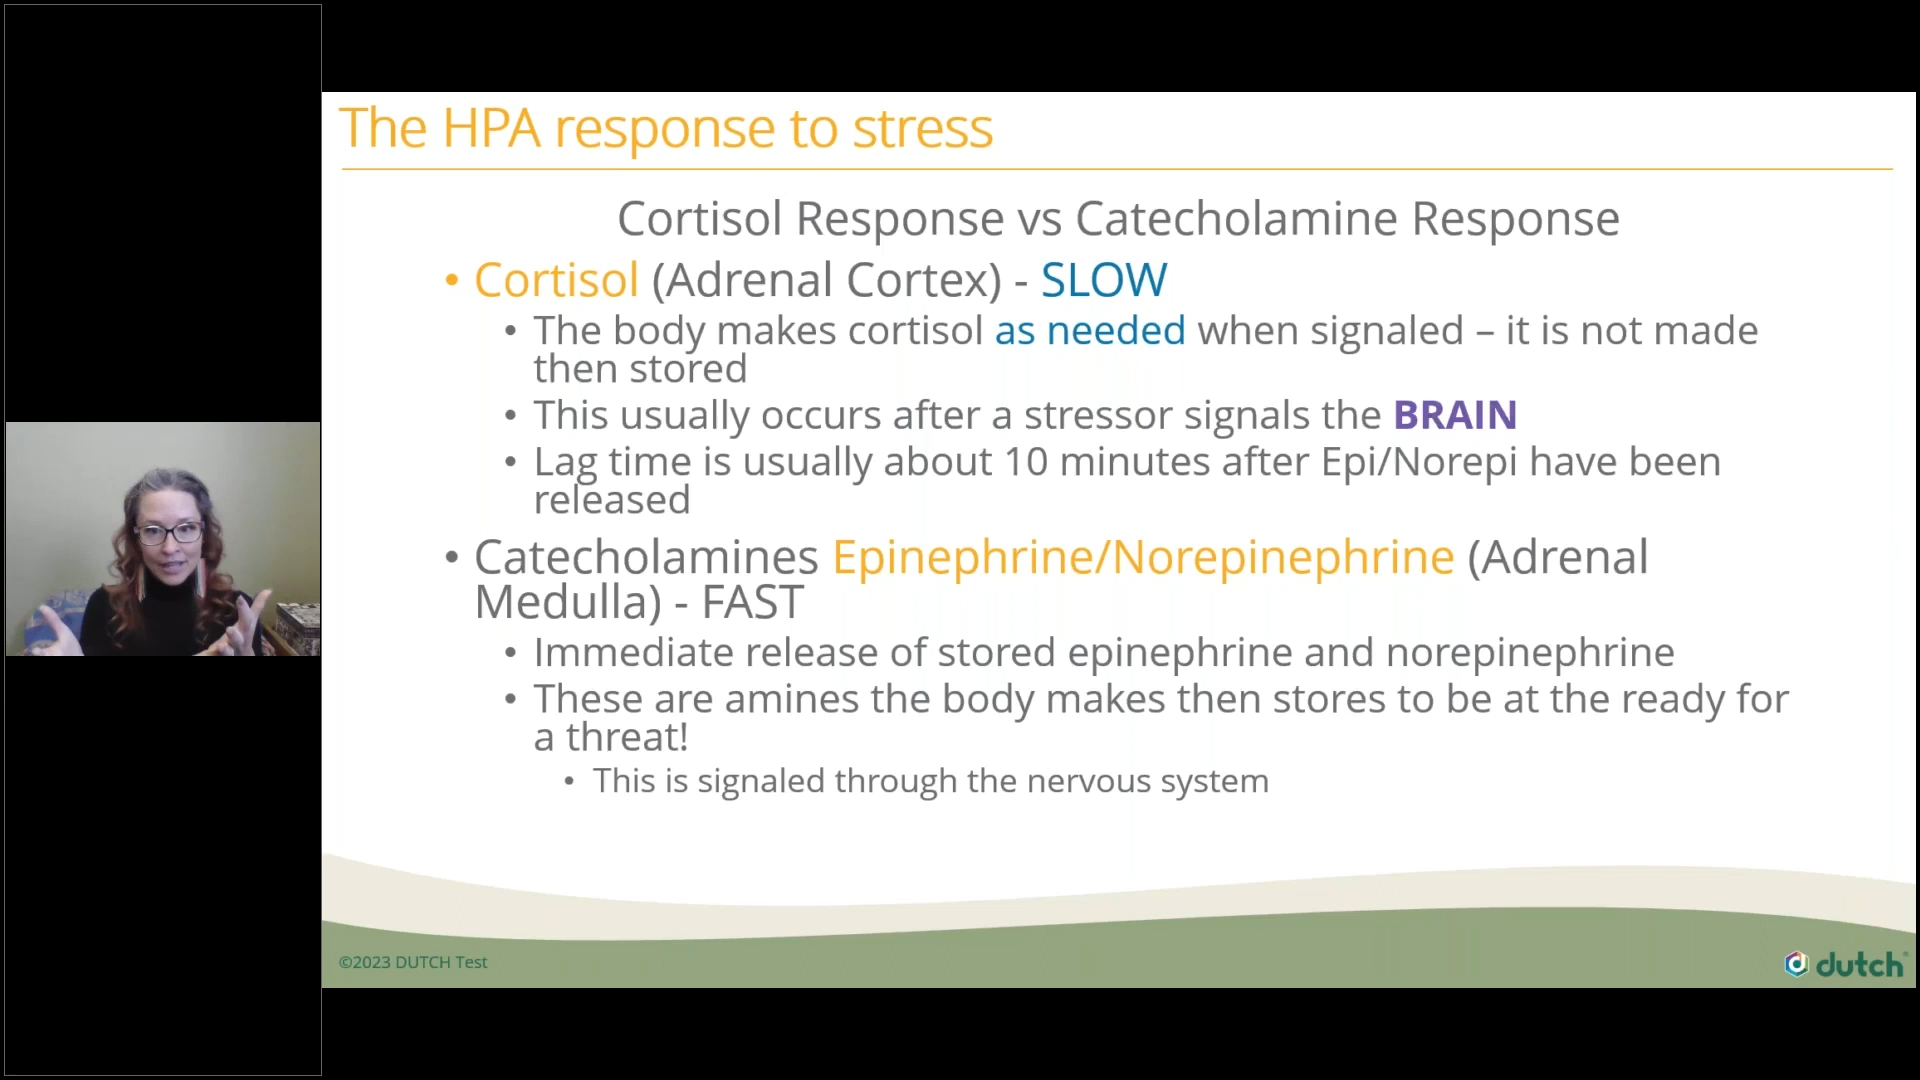 The HPA response to stress
Cortisol Response vs Catecholamine Response
• Cortisol (Adrenal Cortex) - SLOW
• The body makes cortisol as needed when signaled – it is not made
then stored
• This usually occurs after a stressor signals the BRAIN
• Lag time is usually about 10 minutes after Epi/Norepi have been
released
• Catecholamines Epinephrine/Norepinephrine (Adrenal
Medulla) - FAST
• Immediate release of stored epinephrine and norepinephrine
• These are amines the body makes then stores to be at the ready for
a threat!
• This is signaled through the nervous system
©2023 DUTCH Test
dutch